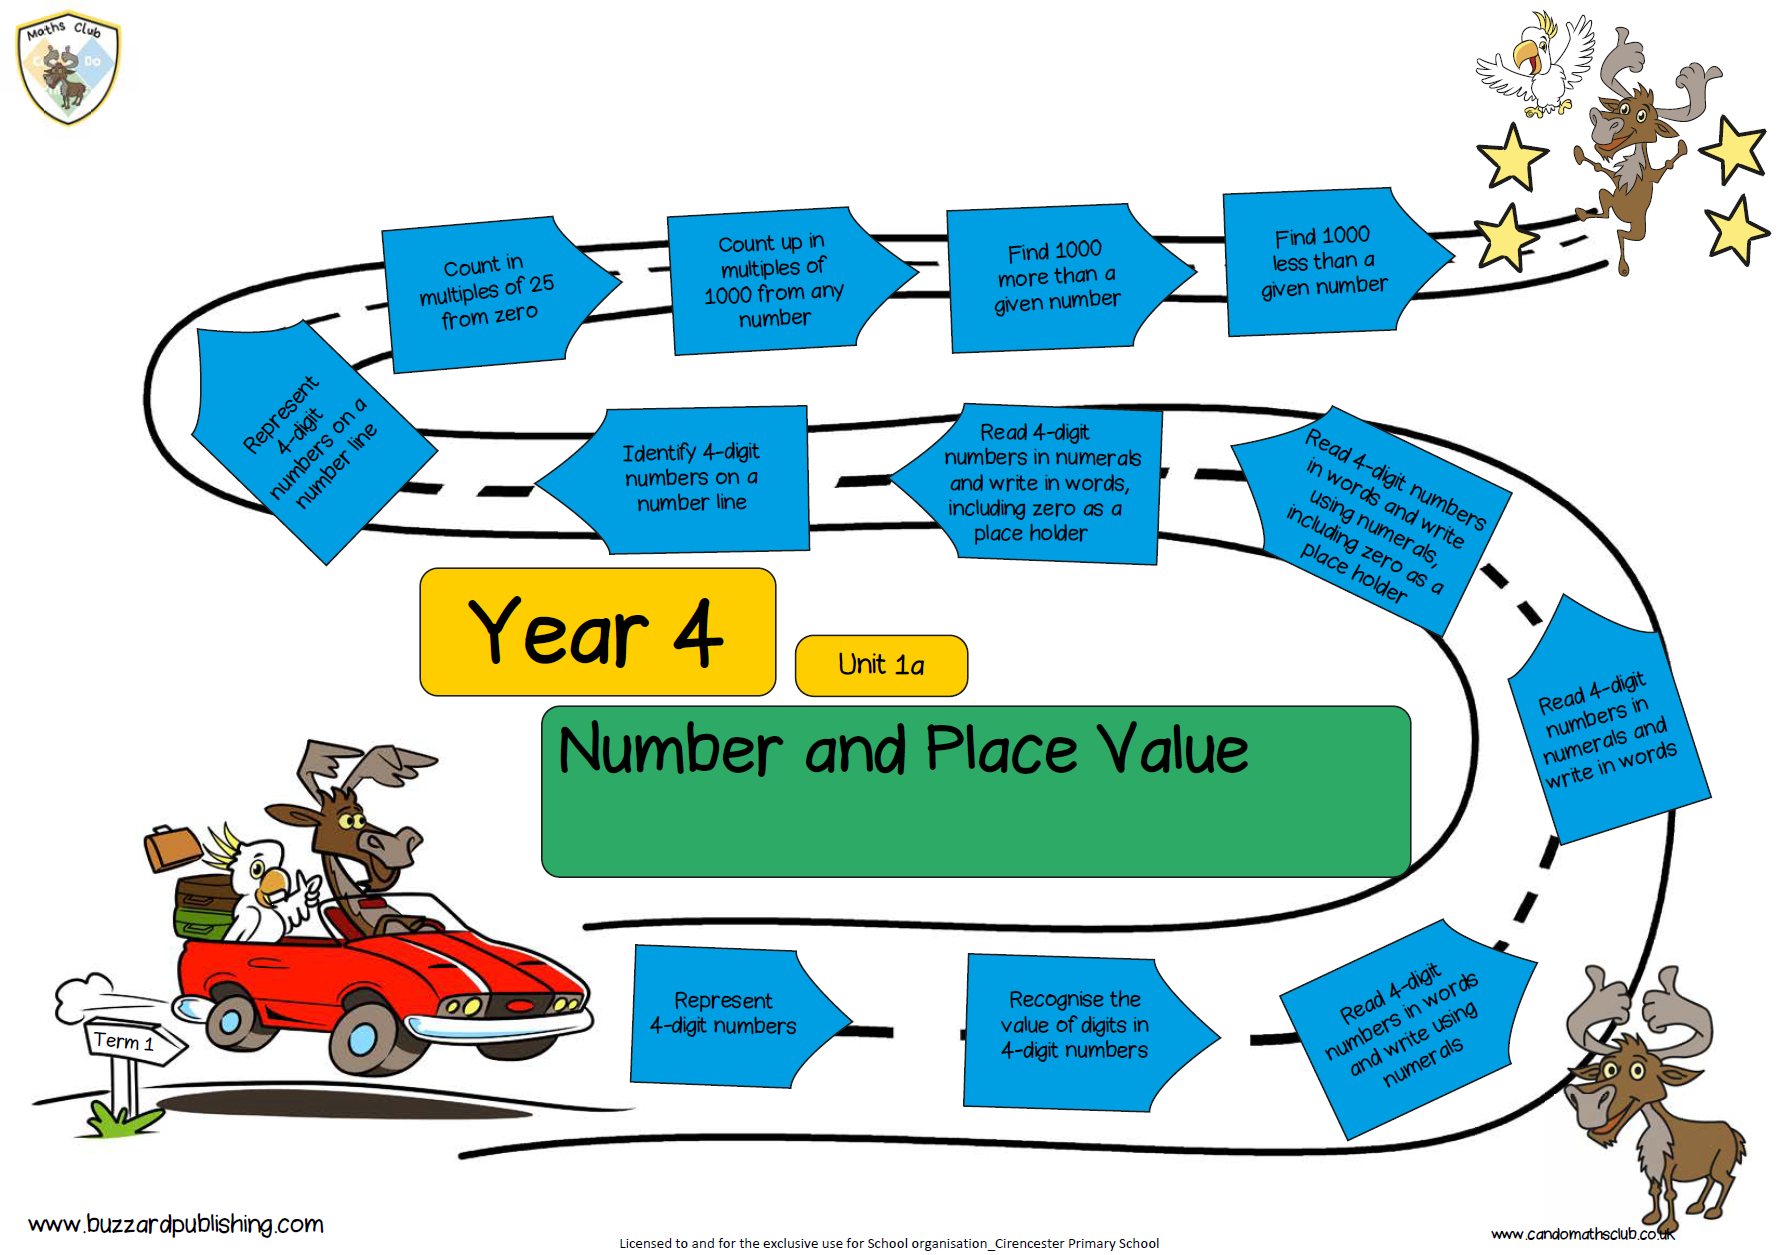 Maths Club
Can Do
Count in
multiples of 25
from zero
Count up in
multiples of
1000 from any
number
Find 1000
more than a
given number
Find 1000
less than a
given number
Represent
4-digit
numbers on a
number line
Identify 4-digit
numbers on a
number line
Read 4-digit
numbers in numerals
and write in words,
including zero as a
place holder
Read 4-digit numbers
in words and write
using numerals,
including zero as a
place holder
Year 4
Unit 1a
Number and Place Value
Read 4-digit
numbers in
numerals and
write in words
Represent
4-digit numbers
Recognise the
value of digits in
4-digit numbers
Read 4-digit
numbers in words
and write using
numerals
Term 1
www.buzzardpublishing.com
Licensed to and for the exclusive use for School organisation_Cirencester Primary School
www.candomathsclub.co.uk